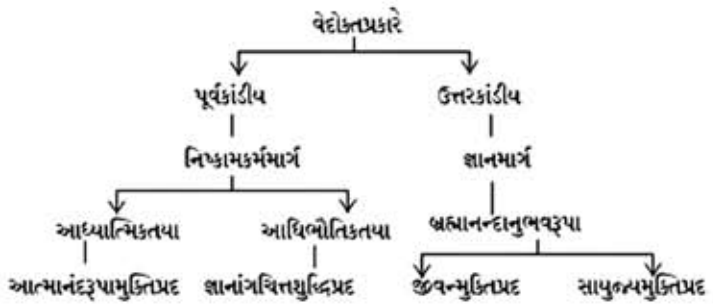 વેદોક્તપ્રકારે
પૂર્વકાંડીય ઉત્તરકાંડીય
નિષ્કામકર્મમાર્ગ જ્ઞાનમાર્ગ
આધ્યાત્મિકતયા આધિભૌતિકતયા બ્રહ્માનન્દાનુભવરૂપા
આત્માનંદરૂપામુક્તિપ્રદ જ્ઞાનાંગચિત્તશુદ્ધિપ્રદ જીવન્મુક્તિપ્રદ સાયુજ્યમુક્તિપ્રદ